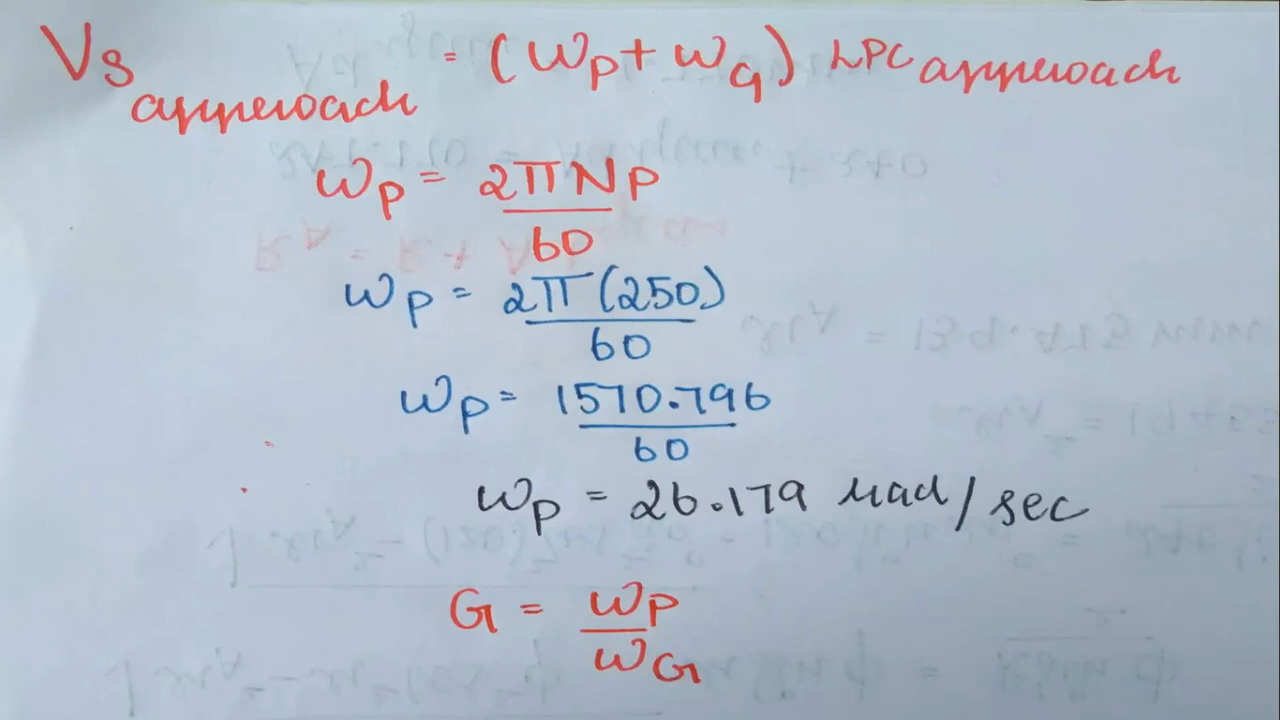 Vs approach = (ωp + ωG) LPC approach
ωp = 2πNp / 60
ωp = 2π(250) / 60
ωp = 1570.796 / 60
ωp = 26.179 rad/sec
G = ωp / ωG